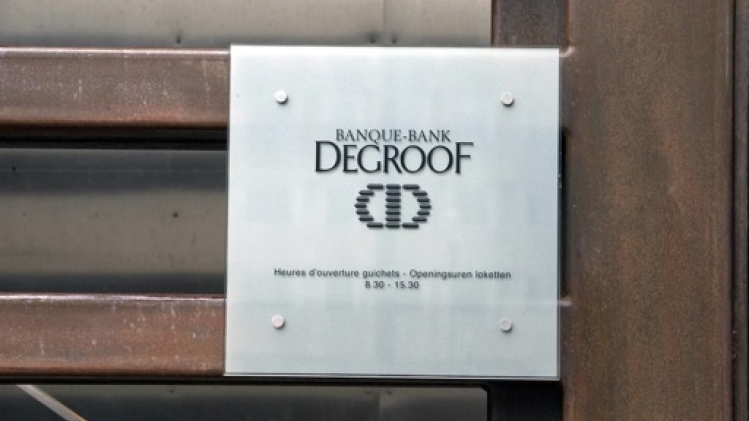 BANQUE-BANK
DEGROOF
Heures d'ouverture guichets - Openingsuren loketten
8.30 - 15.30